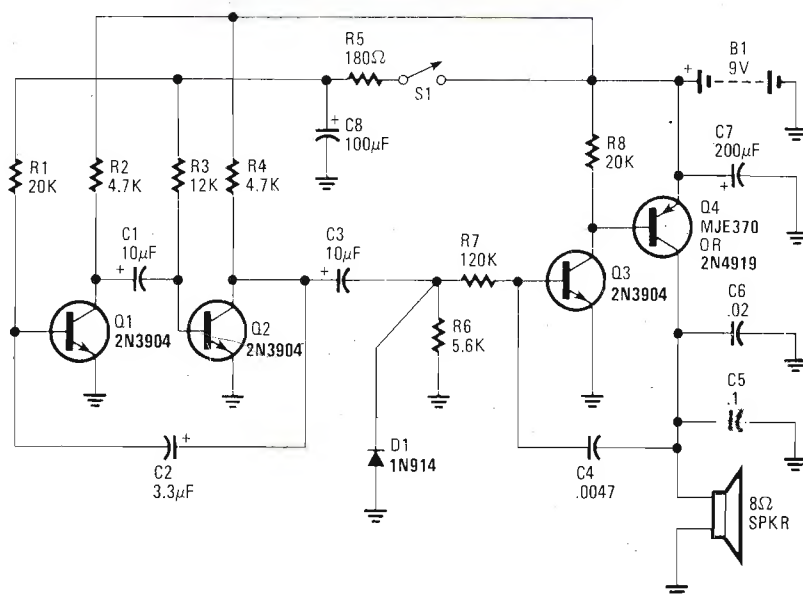 R5
180Ω
S1
B1
9V
+
+
C8
100µF
R8
20K
C7
200µF
+
R1
20K
R2
4.7K
R3
12K
R4
4.7K
Q4
MJE370
OR
2N4919
C1
10µF
+
C3
10µF
+
R7
120K
Q3
2N3904
Q1
2N3904
Q2
2N3904
R6
5.6K
C6
.02
C5
.1
+
C2
3.3µF
D1
1N914
C4
.0047
8Ω
SPKR